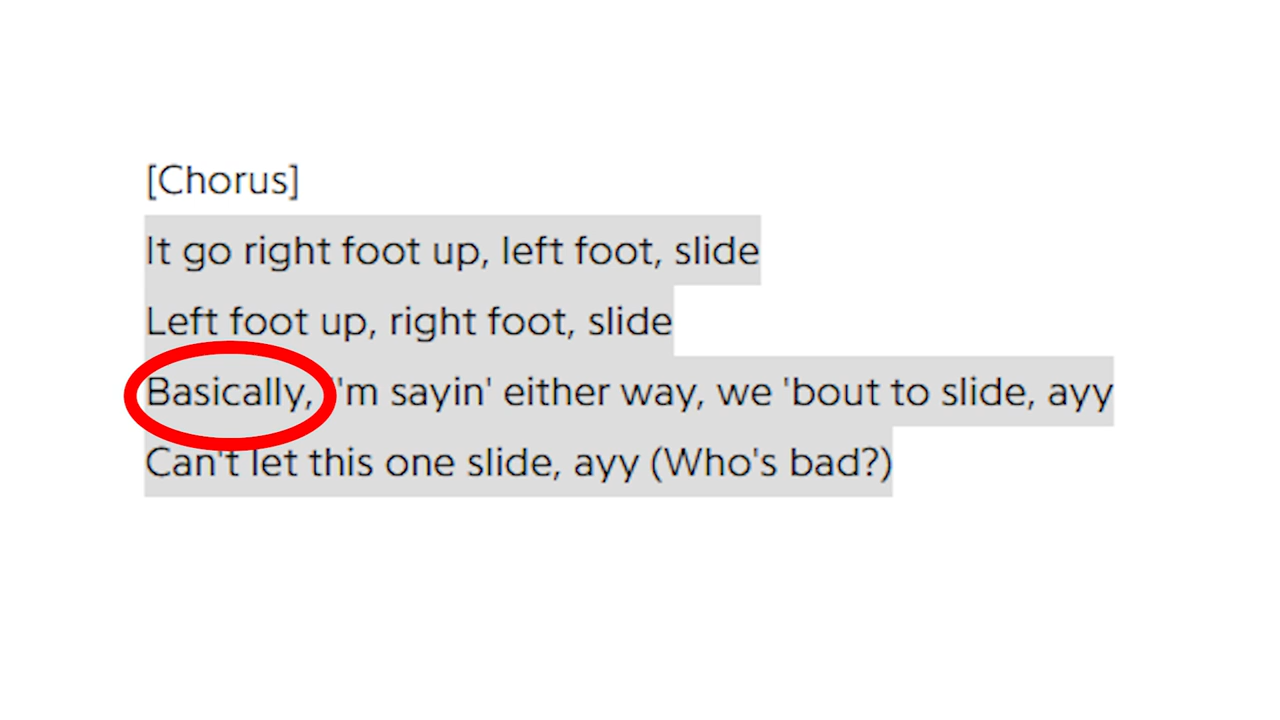 [Chorus]
It go right foot up, left foot, slide
Left foot up, right foot, slide
Basically, I'm sayin' either way, we 'bout to slide, ayy
Can't let this one slide, ayy (Who's bad?)